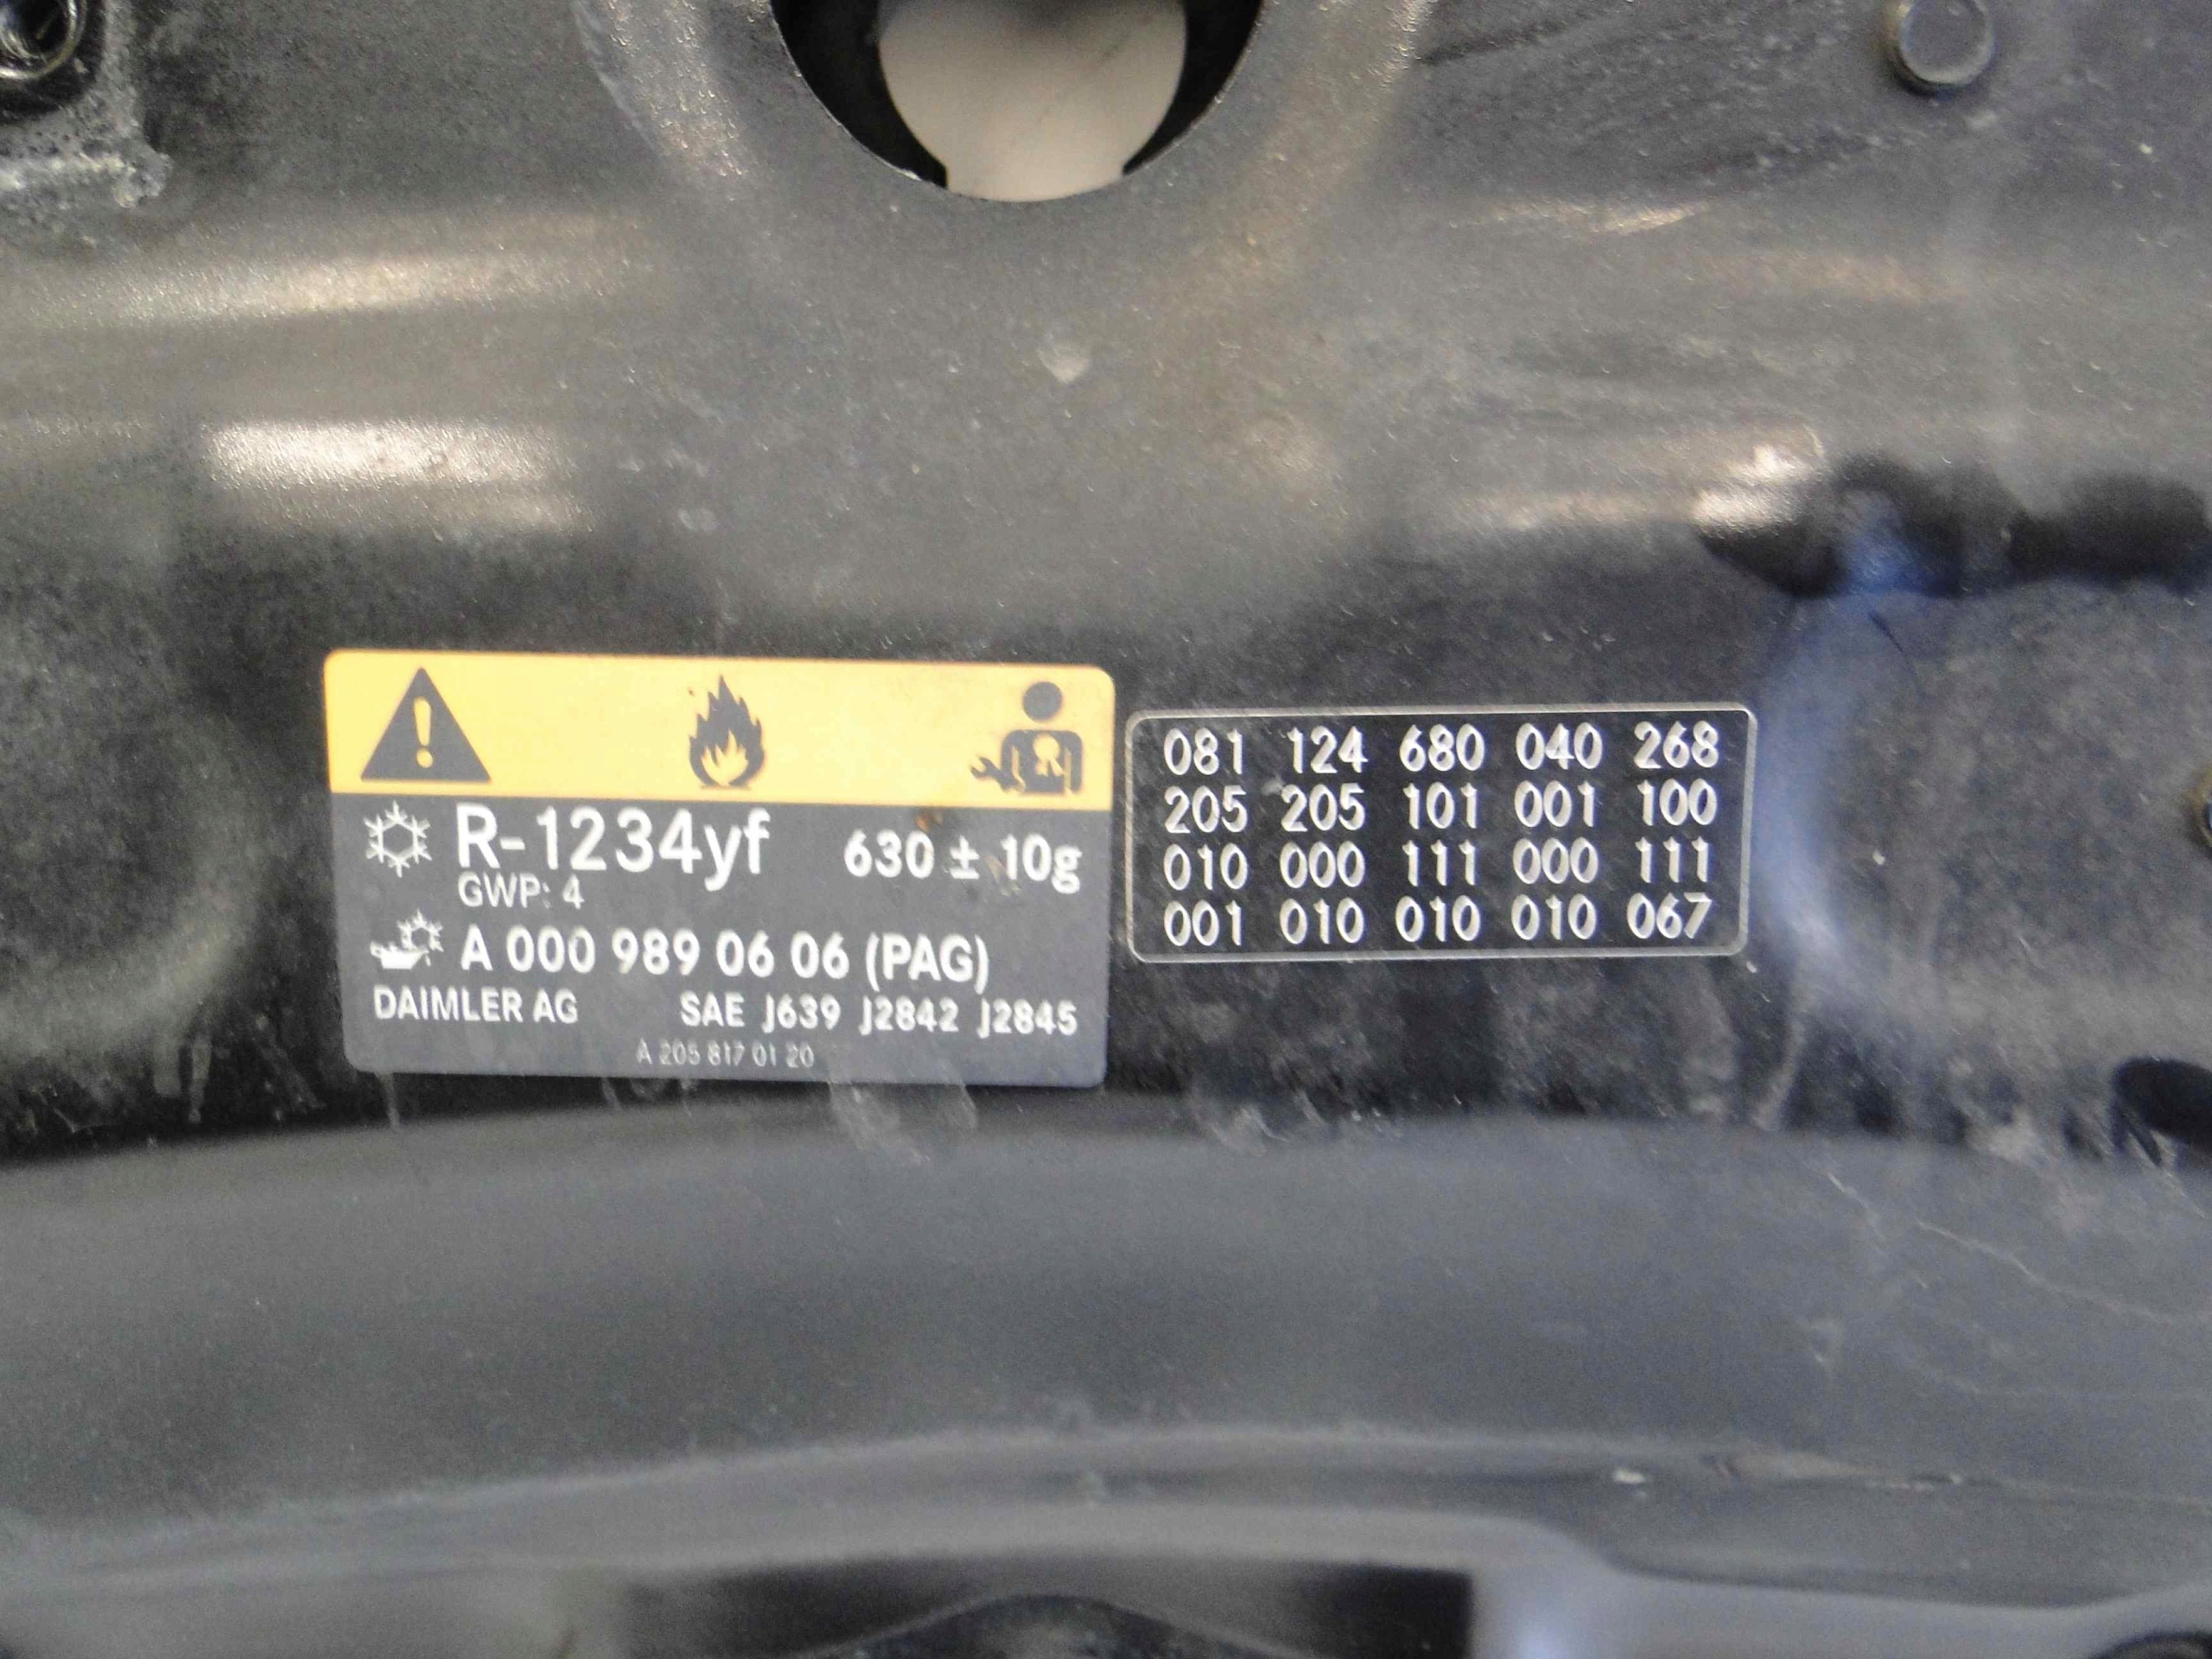 R-1234yf 630 ± 10g
GWP: 4
A 000 989 06 06 (PAG)
DAIMLER AG SAE J639 J2842 J2845
A 205 817 01 20
081 124 680 040 268
205 205 101 001 100
010 000 111 000 111
001 010 010 010 067